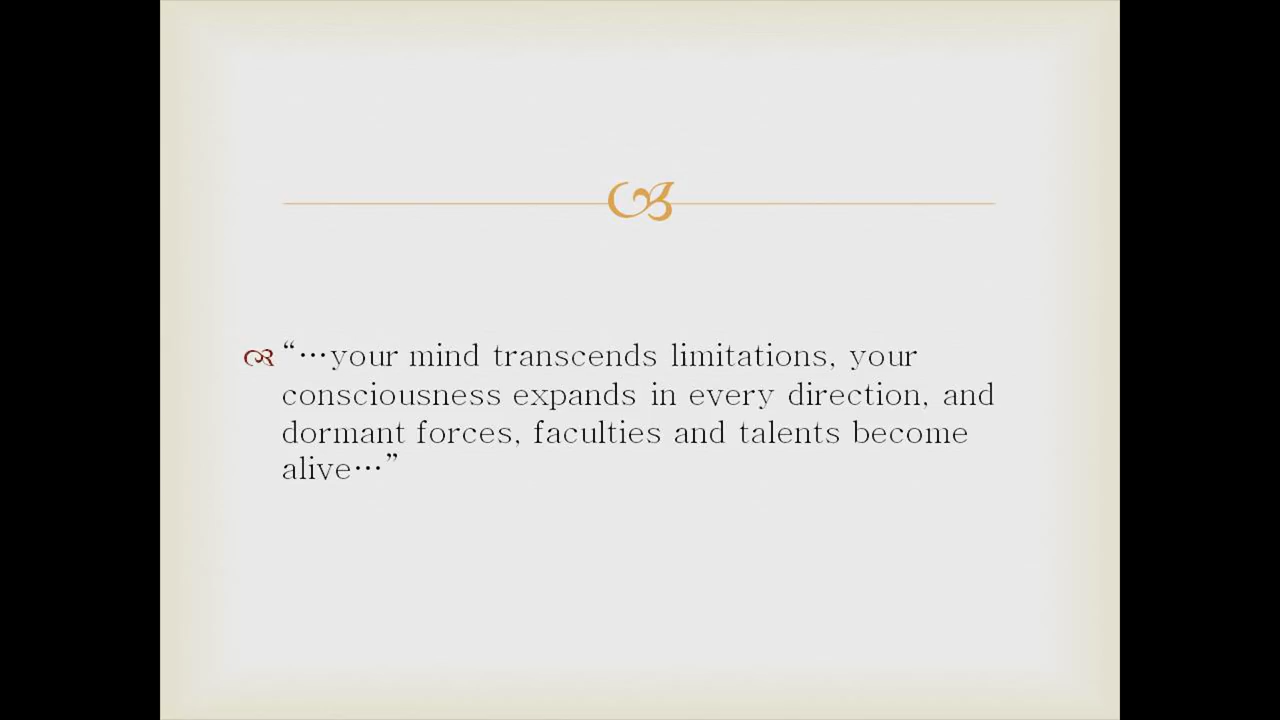 “…your mind transcends limitations, your
consciousness expands in every direction, and
dormant forces, faculties and talents become
alive…”